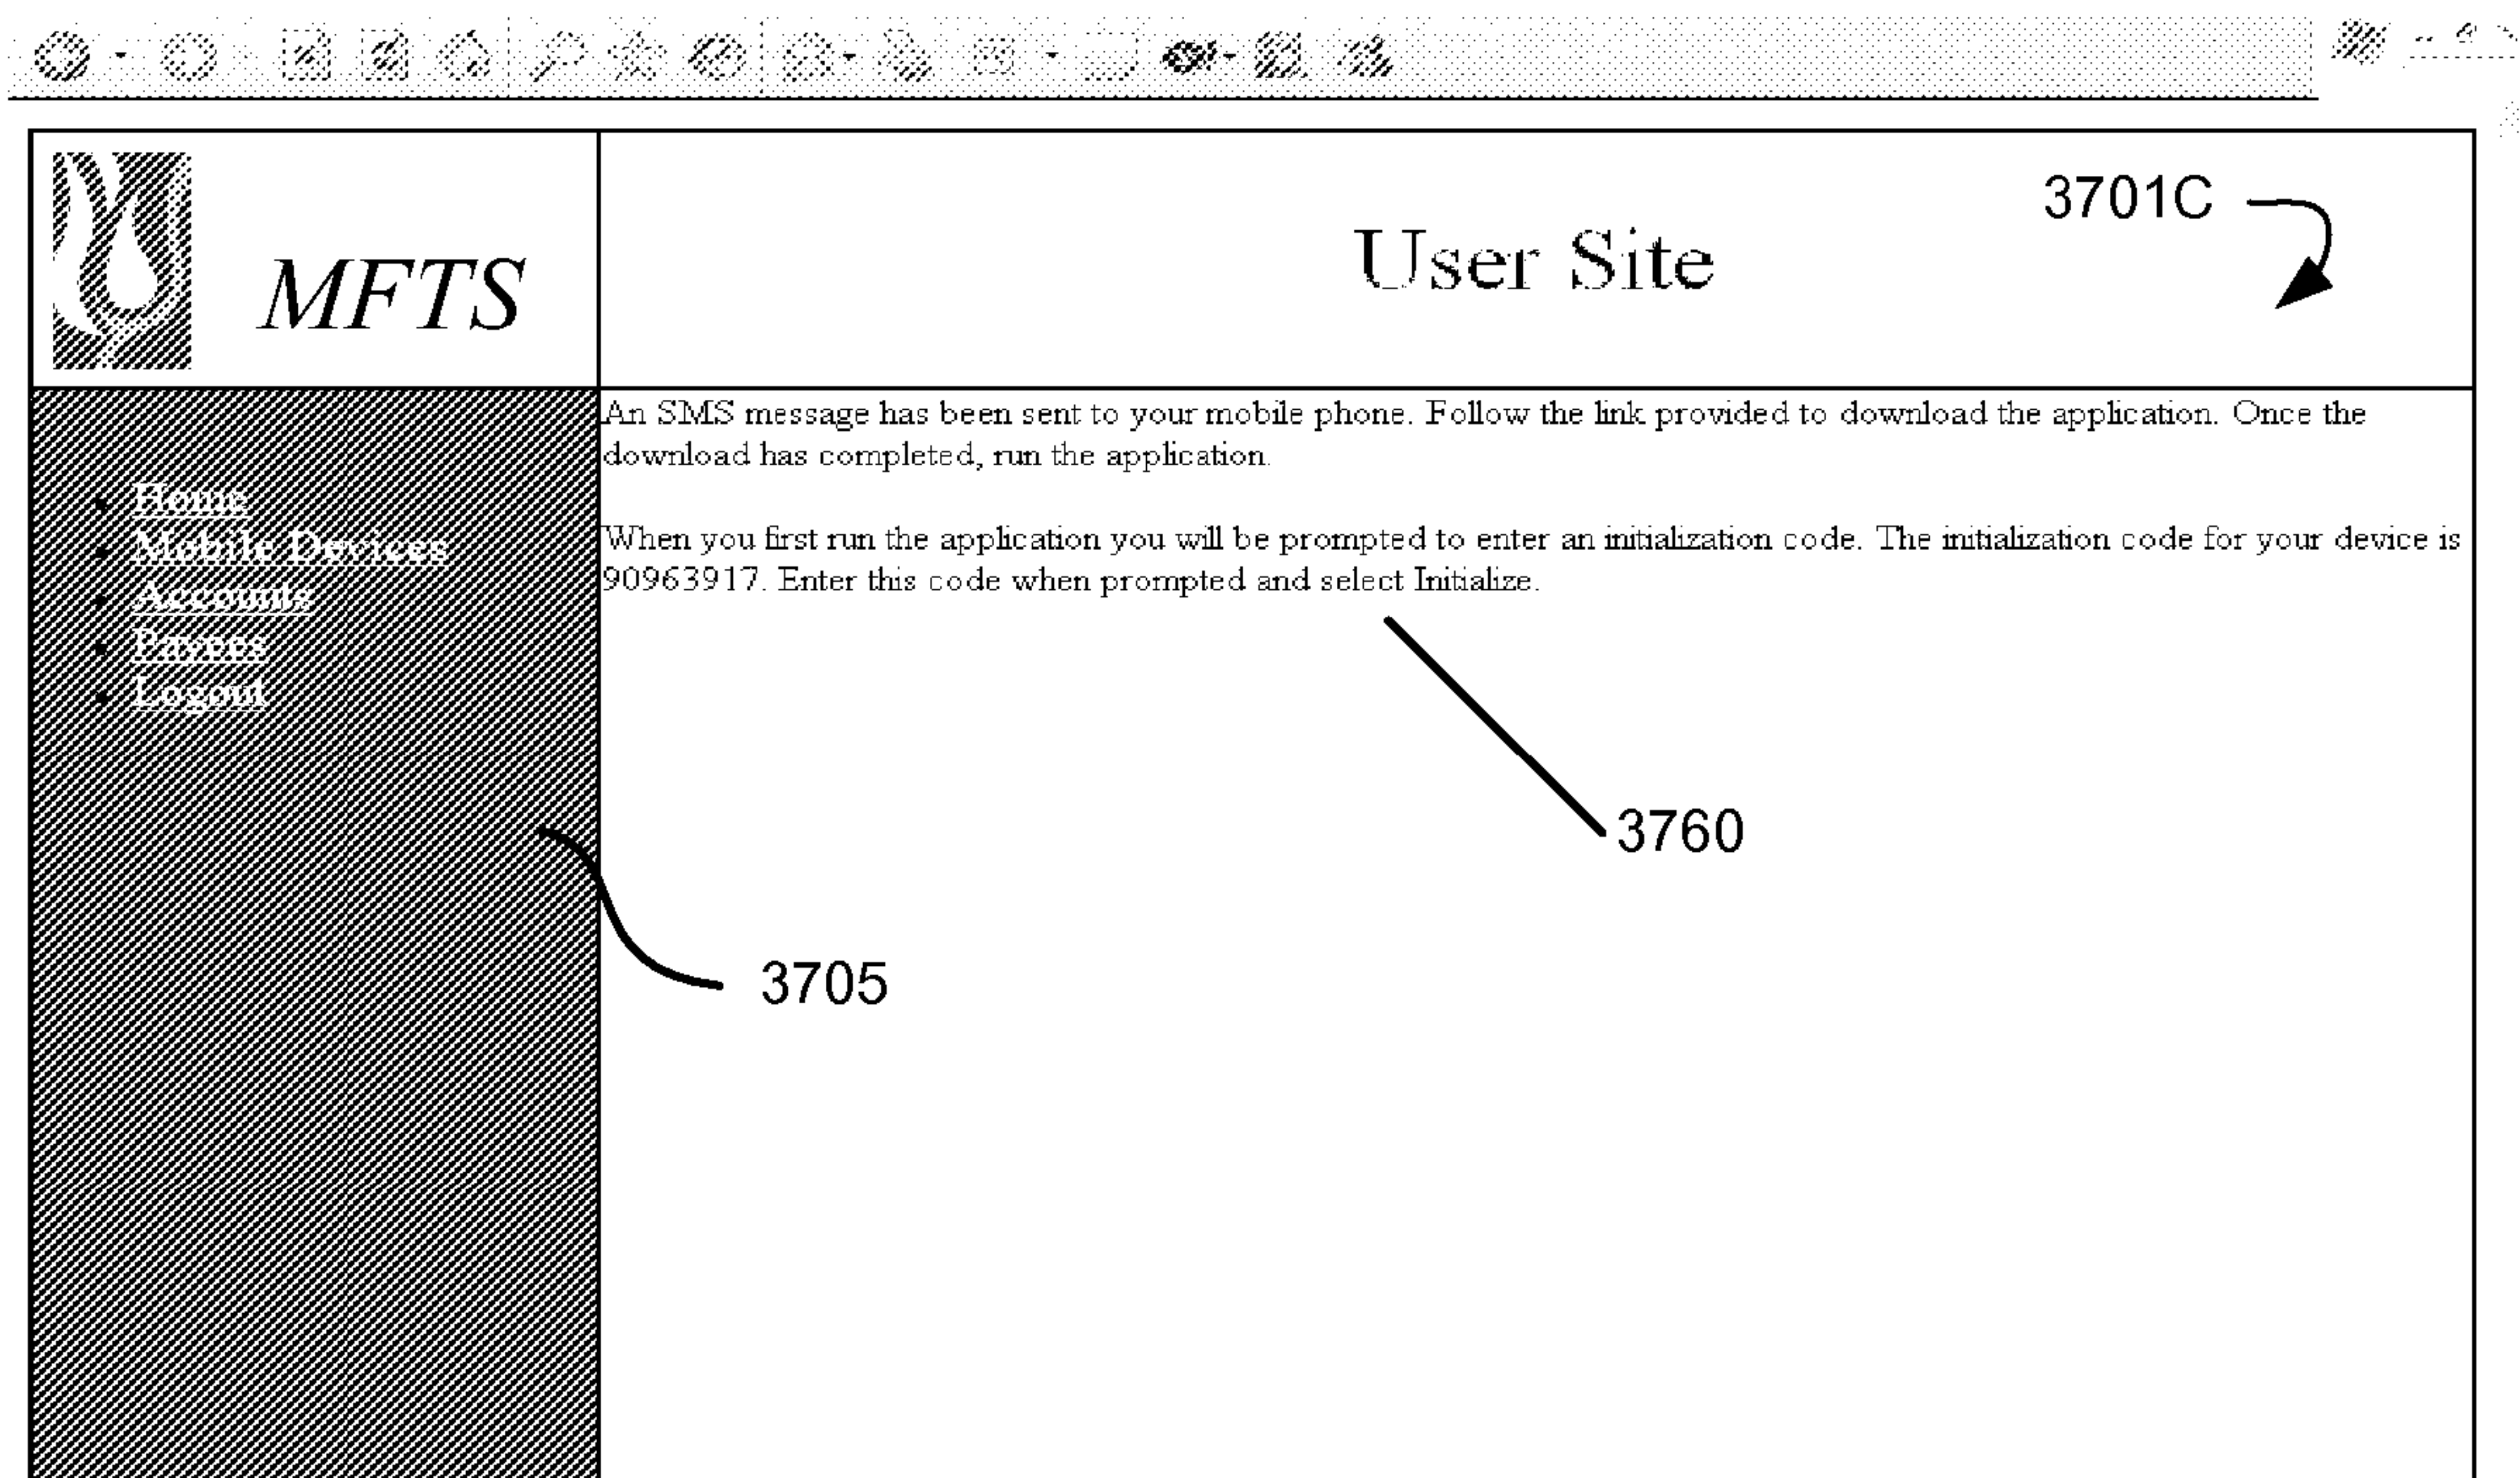 3701C
MFTS
User Site
An SMS message has been sent to your mobile phone. Follow the link provided to download the application. Once the
download has completed, run the application.
Home
Mobile Devices
Accounts
Payees
Logout
When you first run the application you will be prompted to enter an initialization code. The initialization code for your device is
90963917. Enter this code when prompted and select Initialize.
3760
3705